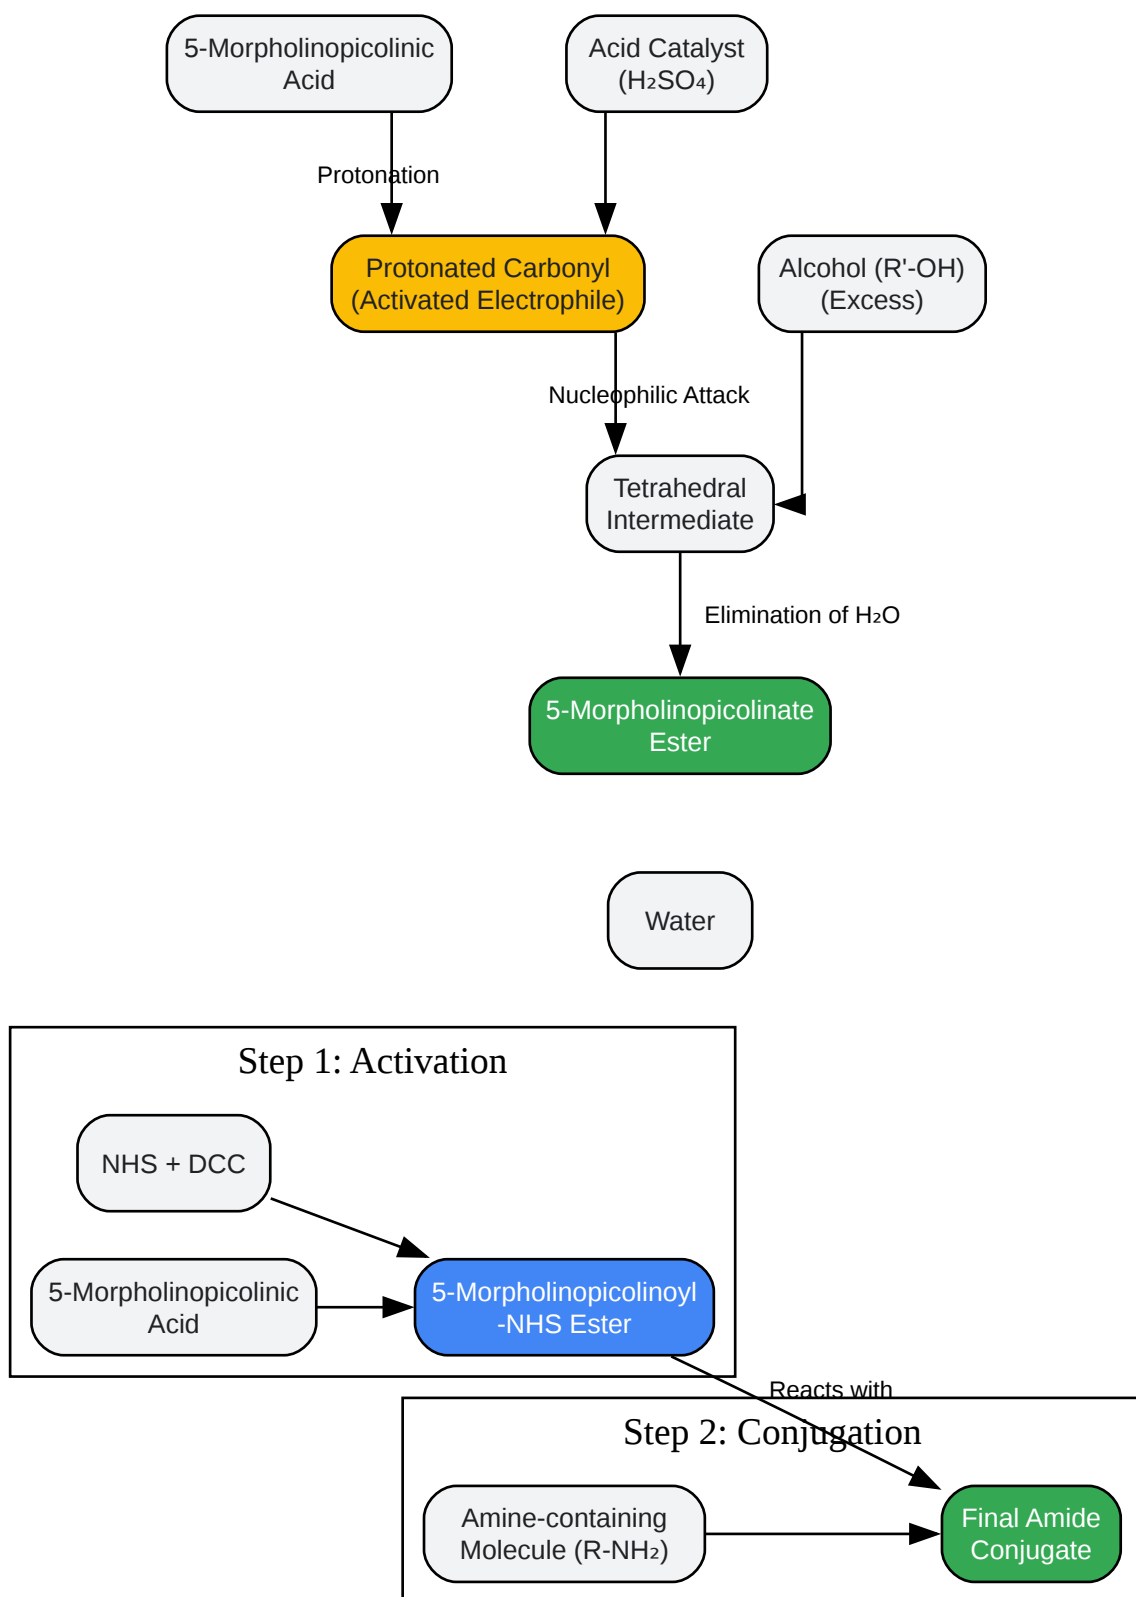 5-Morpholinopicolinic
Acid
Acid Catalyst
(H₂SO₄)
Protonation
Protonated Carbonyl
(Activated Electrophile)
Alcohol (R'-OH)
(Excess)
Nucleophilic Attack
Tetrahedral
Intermediate
Elimination of H₂O
5-Morpholinopicolinate
Ester
Water
Step 1: Activation
NHS + DCC
5-Morpholinopicolinic
Acid
5-Morpholinopicolinoyl
-NHS Ester
Reacts with
Step 2: Conjugation
Amine-containing
Molecule (R-NH₂)
Final Amide
Conjugate